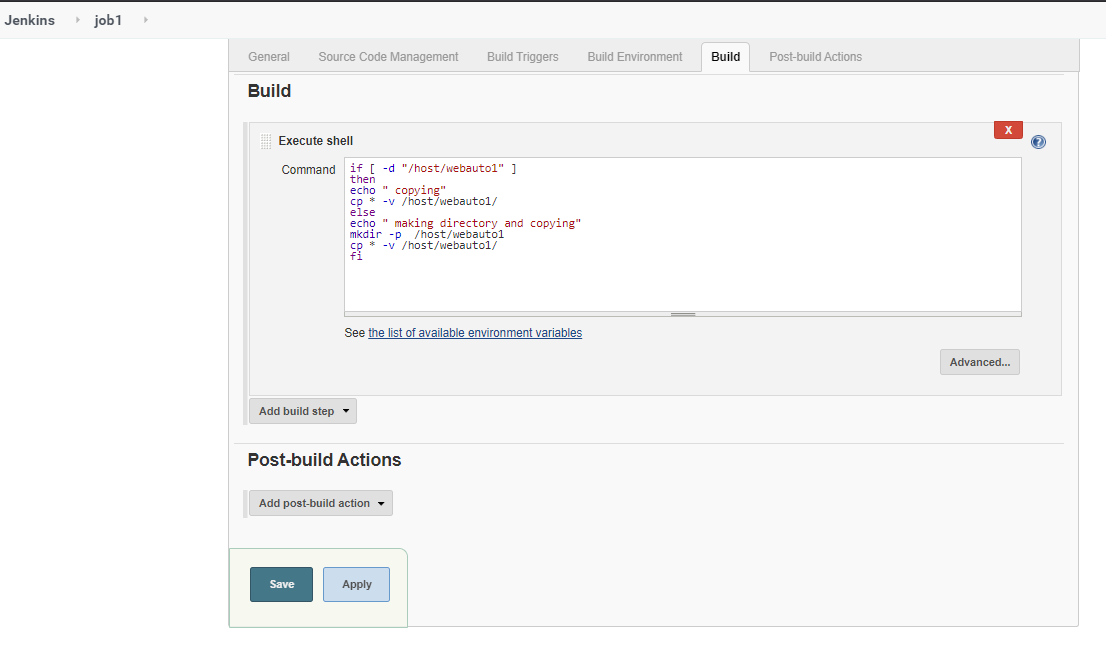 Jenkins job1
General Source Code Management Build Triggers Build Environment Build Post-build Actions
Build
Execute shell
X
?
Command
if [ -d "/host/webauto1" ]
then
echo " copying"
cp * -v /host/webauto1/
else
echo " making directory and copying"
mkdir -p  /host/webauto1
cp * -v /host/webauto1/
fi
See the list of available environment variables
Advanced...
Add build step
Post-build Actions
Add post-build action
Save Apply